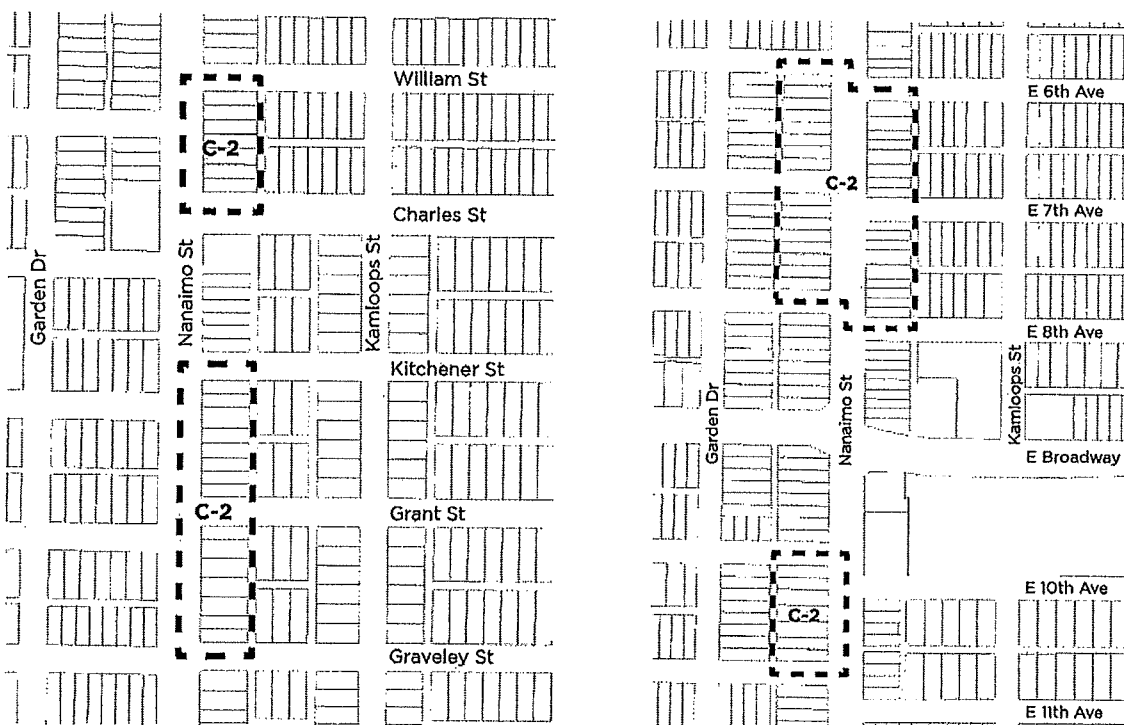 William St
C-2
Charles St
Garden Dr
Nanaimo St
Kamloops St
Kitchener St
C-2
Grant St
Graveley St
E 6th Ave
C-2
E 7th Ave
E 8th Ave
Garden Dr
Nanaimo St
Kamloops St
E Broadway
E 10th Ave
C-2
E 11th Ave